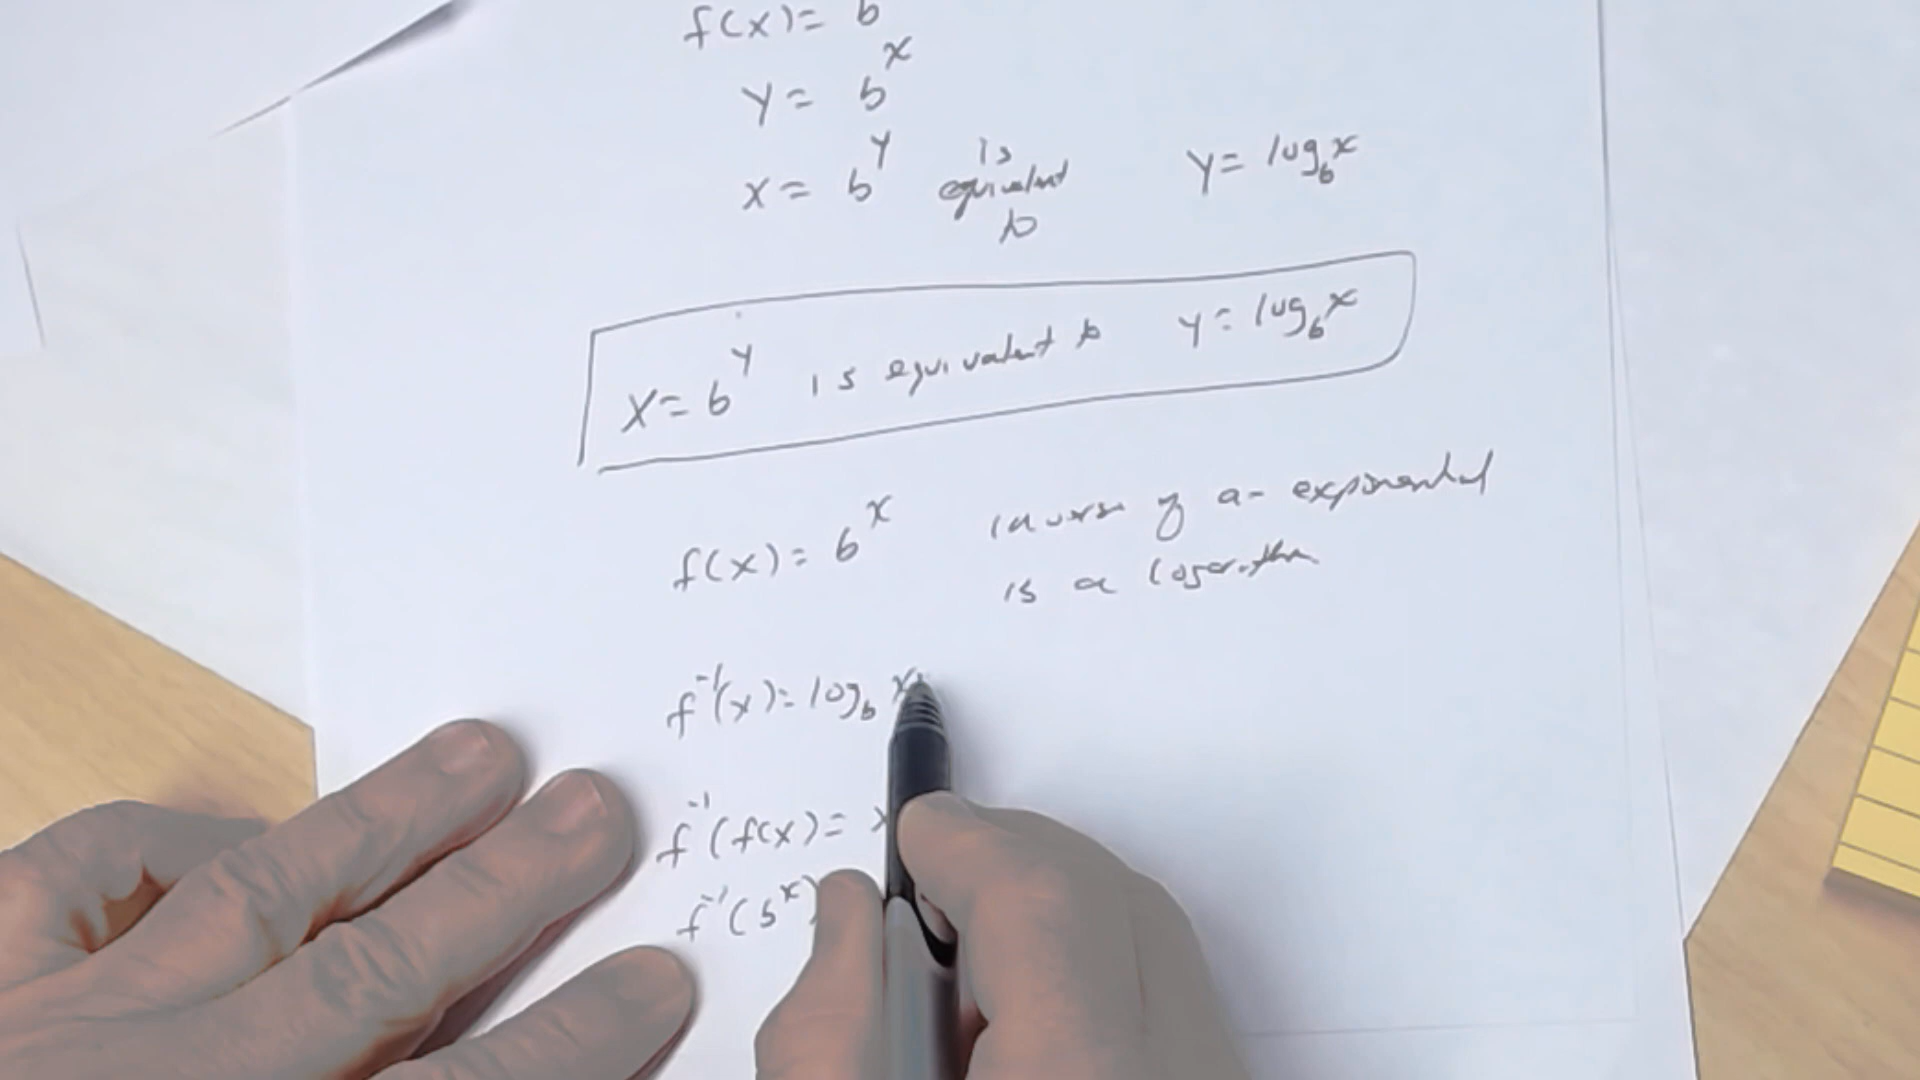 f(x) = b
y = b^x
x = b^y is equivalent to y = log_b x
x = b^y is equivalent to y = log_b x
f(x) = b^x inverse of an exponential
is a logarithm
f^-1(x) = log_b x
f^-1(f(x) = x
f^-1(b^x)